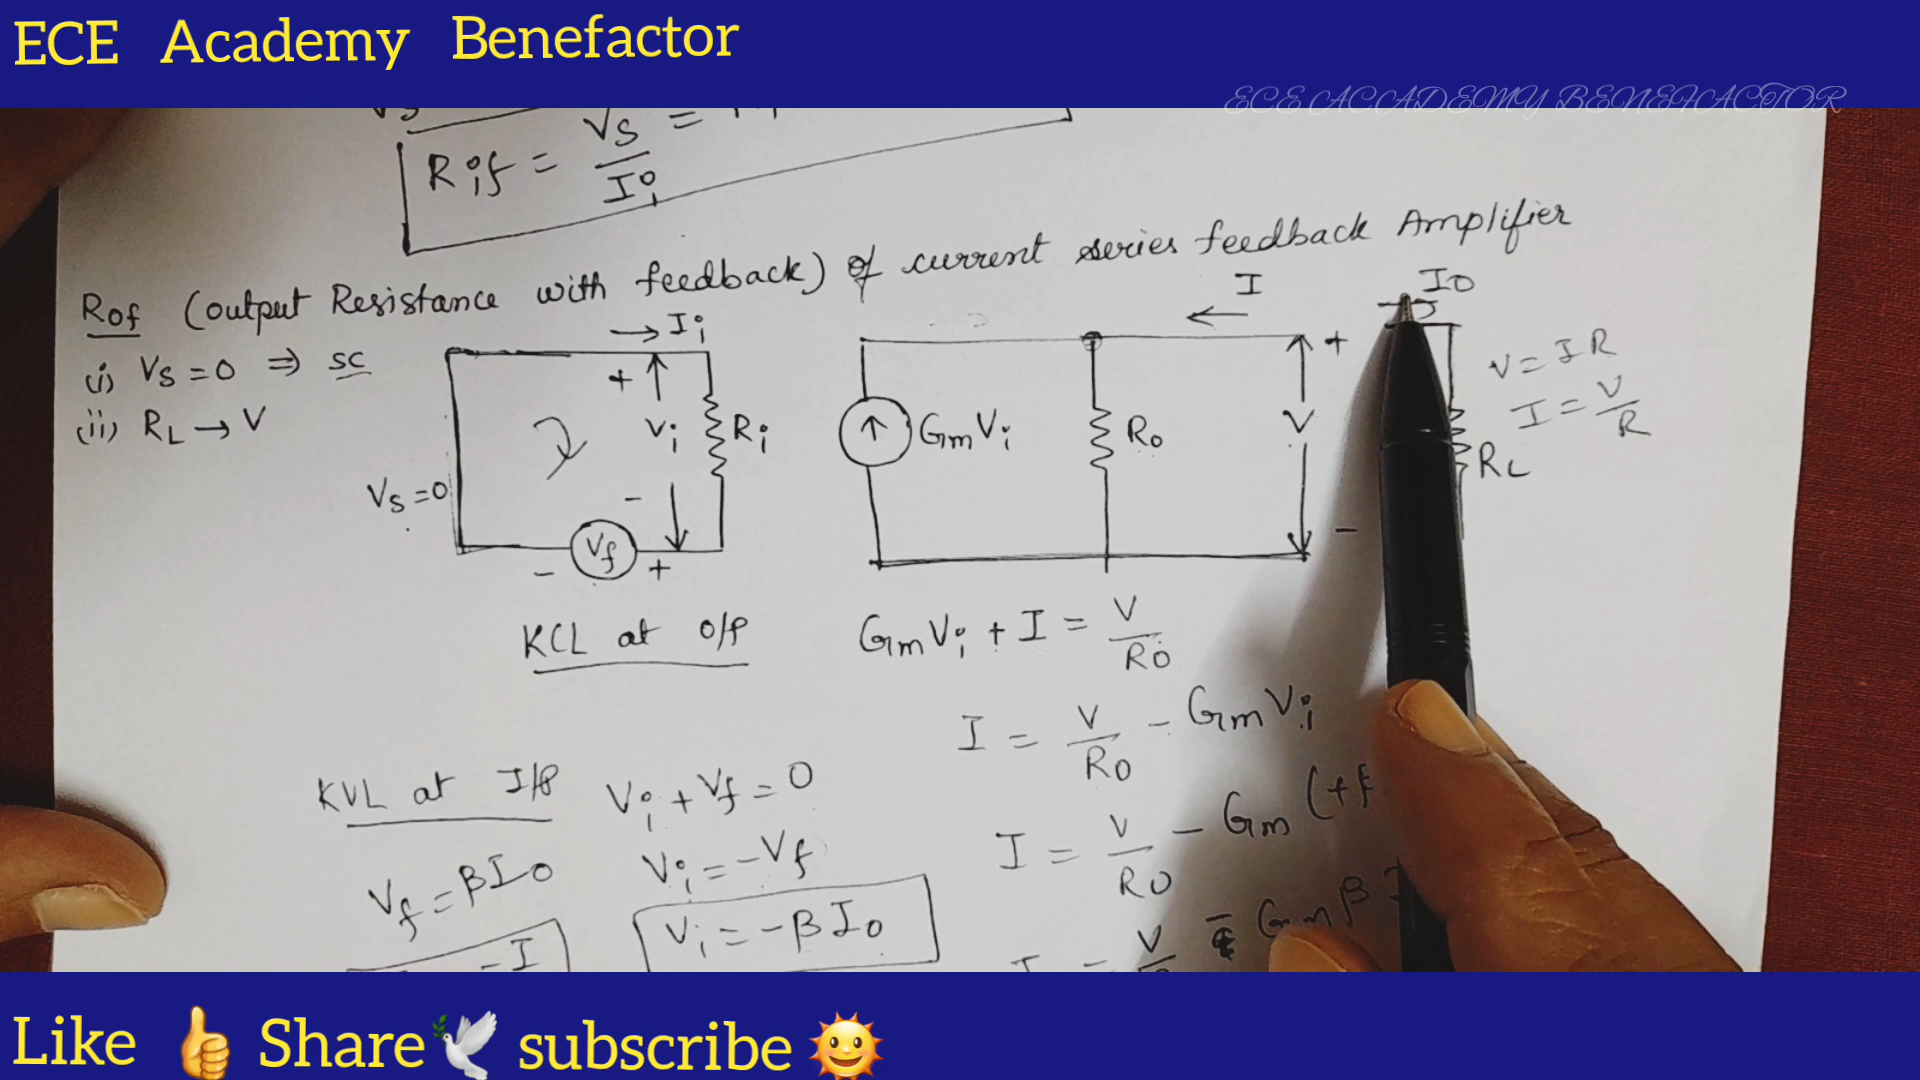 ECE Academy Benefactor
ECE ACCADEMY BENEFACTOR
Rif = Vs/Ii =
Rof (output Resistance with feedback) of current series feedback Amplifier
(i) Vs = 0 ⇒ SC
(ii) RL → V
→ Ii
+
Vi
-
Ri
Vs = 0
- Vf +
GmVi
Ro
I
←
+
V
-
Io
RL
V = IR
I = V/R
KCL at O/P
GmVi + I = V/Ro
I = V/Ro - GmVi
KVL at I/P
Vi + Vf = 0
I = V/Ro - Gm (+β
Vf = βIo
Vi = -Vf
Vi = -βIo
- I
I = V Gmβ
Like 👍 Share🕊 subscribe 🌞